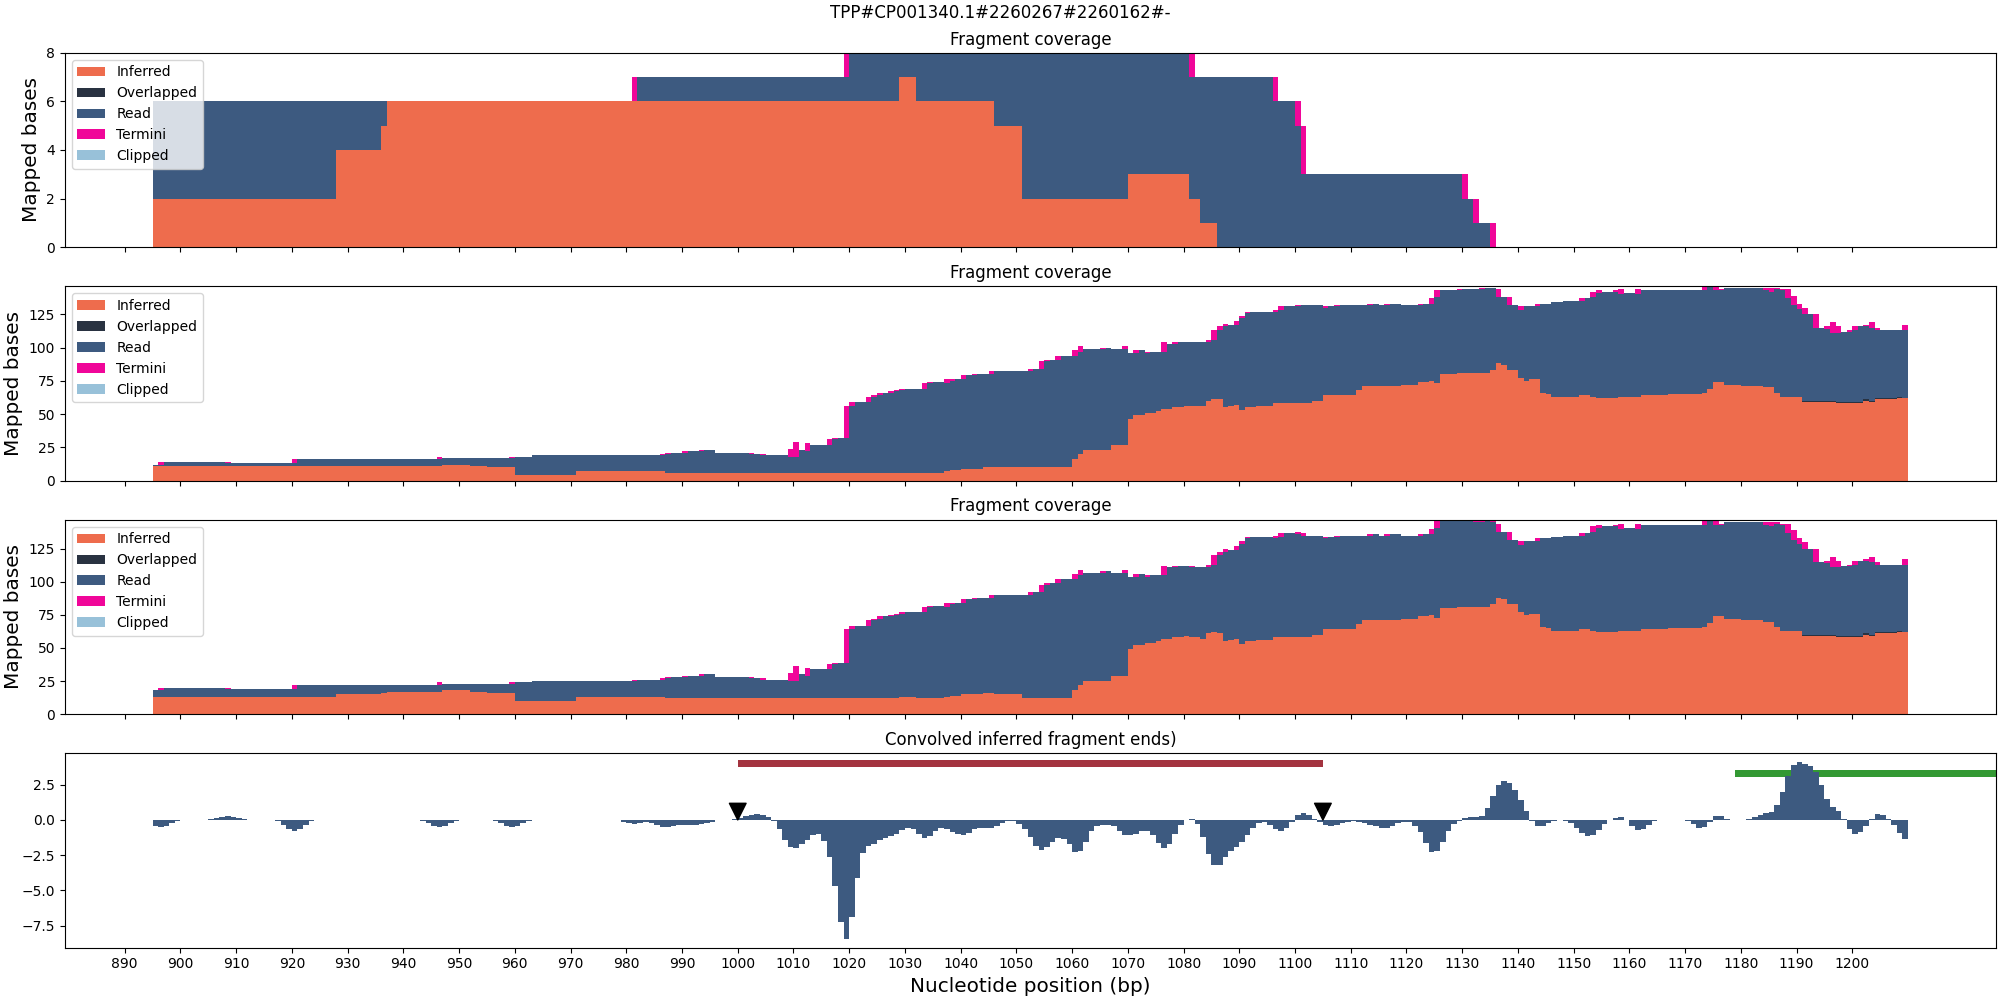 TPP#CP001340.1#2260267#2260162#-
Fragment coverage
Mapped bases
8
6
4
2
0
Inferred
Overlapped
Read
Termini
Clipped
Fragment coverage
Mapped bases
125
100
75
50
25
0
Inferred
Overlapped
Read
Termini
Clipped
Fragment coverage
Mapped bases
125
100
75
50
25
0
Inferred
Overlapped
Read
Termini
Clipped
Convolved inferred fragment ends)
2.5
0.0
−2.5
−5.0
−7.5
890 900 910 920 930 940 950 960 970 980 990 1000 1010 1020 1030 1040 1050 1060 1070 1080 1090 1100 1110 1120 1130 1140 1150 1160 1170 1180 1190 1200
Nucleotide position (bp)